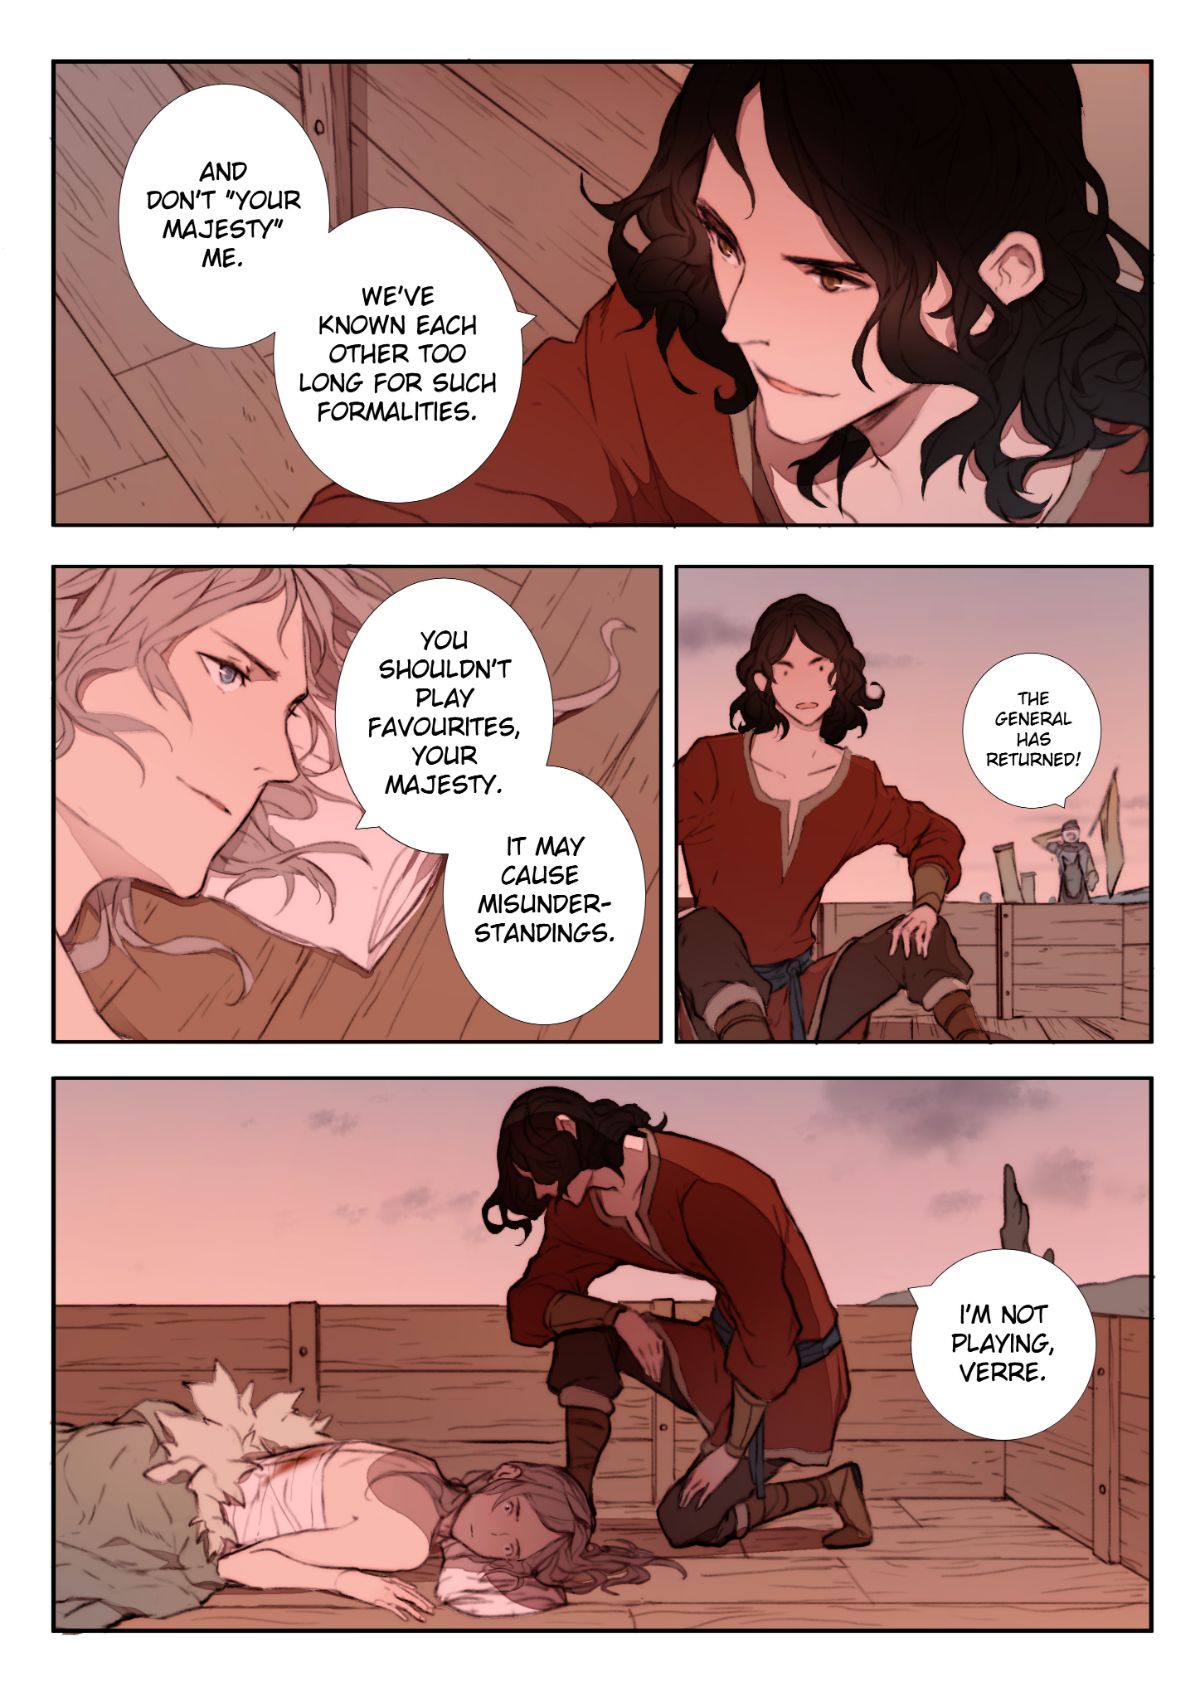 AND
DON'T "YOUR
MAJESTY"
ME.
WE'VE
KNOWN EACH
OTHER TOO
LONG FOR SUCH
FORMALITIES.
YOU
SHOULDN'T
PLAY
FAVOURITES,
YOUR
MAJESTY.
IT MAY
CAUSE
MISUNDER-
STANDINGS.
THE
GENERAL
HAS
RETURNED!
I'M NOT
PLAYING,
VERRE.